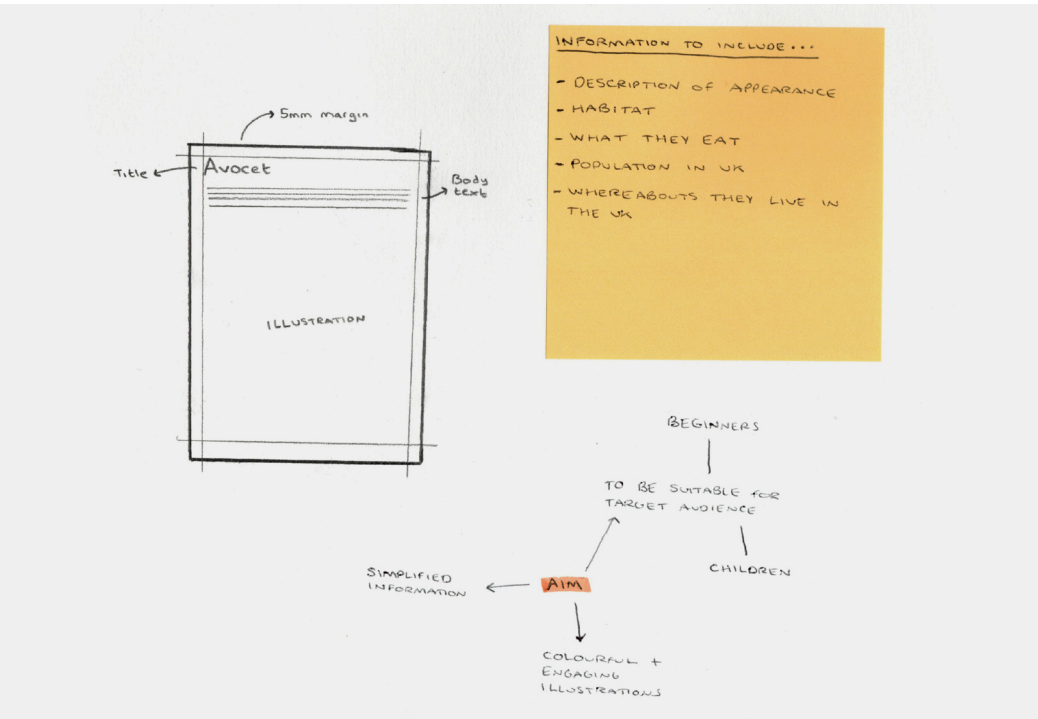 5mm margin
Title
Avocet
Body
text
ILLUSTRATION
INFORMATION TO INCLUDE...
- DESCRIPTION OF APPEARANCE
- HABITAT
- WHAT THEY EAT
- POPULATION IN UK
- WHEREABOUTS THEY LIVE IN
THE UK
BEGINNERS
TO BE SUITABLE FOR
TARGET AUDIENCE
CHILDREN
AIM
SIMPLIFIED
INFORMATION
COLOURFUL +
ENGAGING
ILLUSTRATIONS